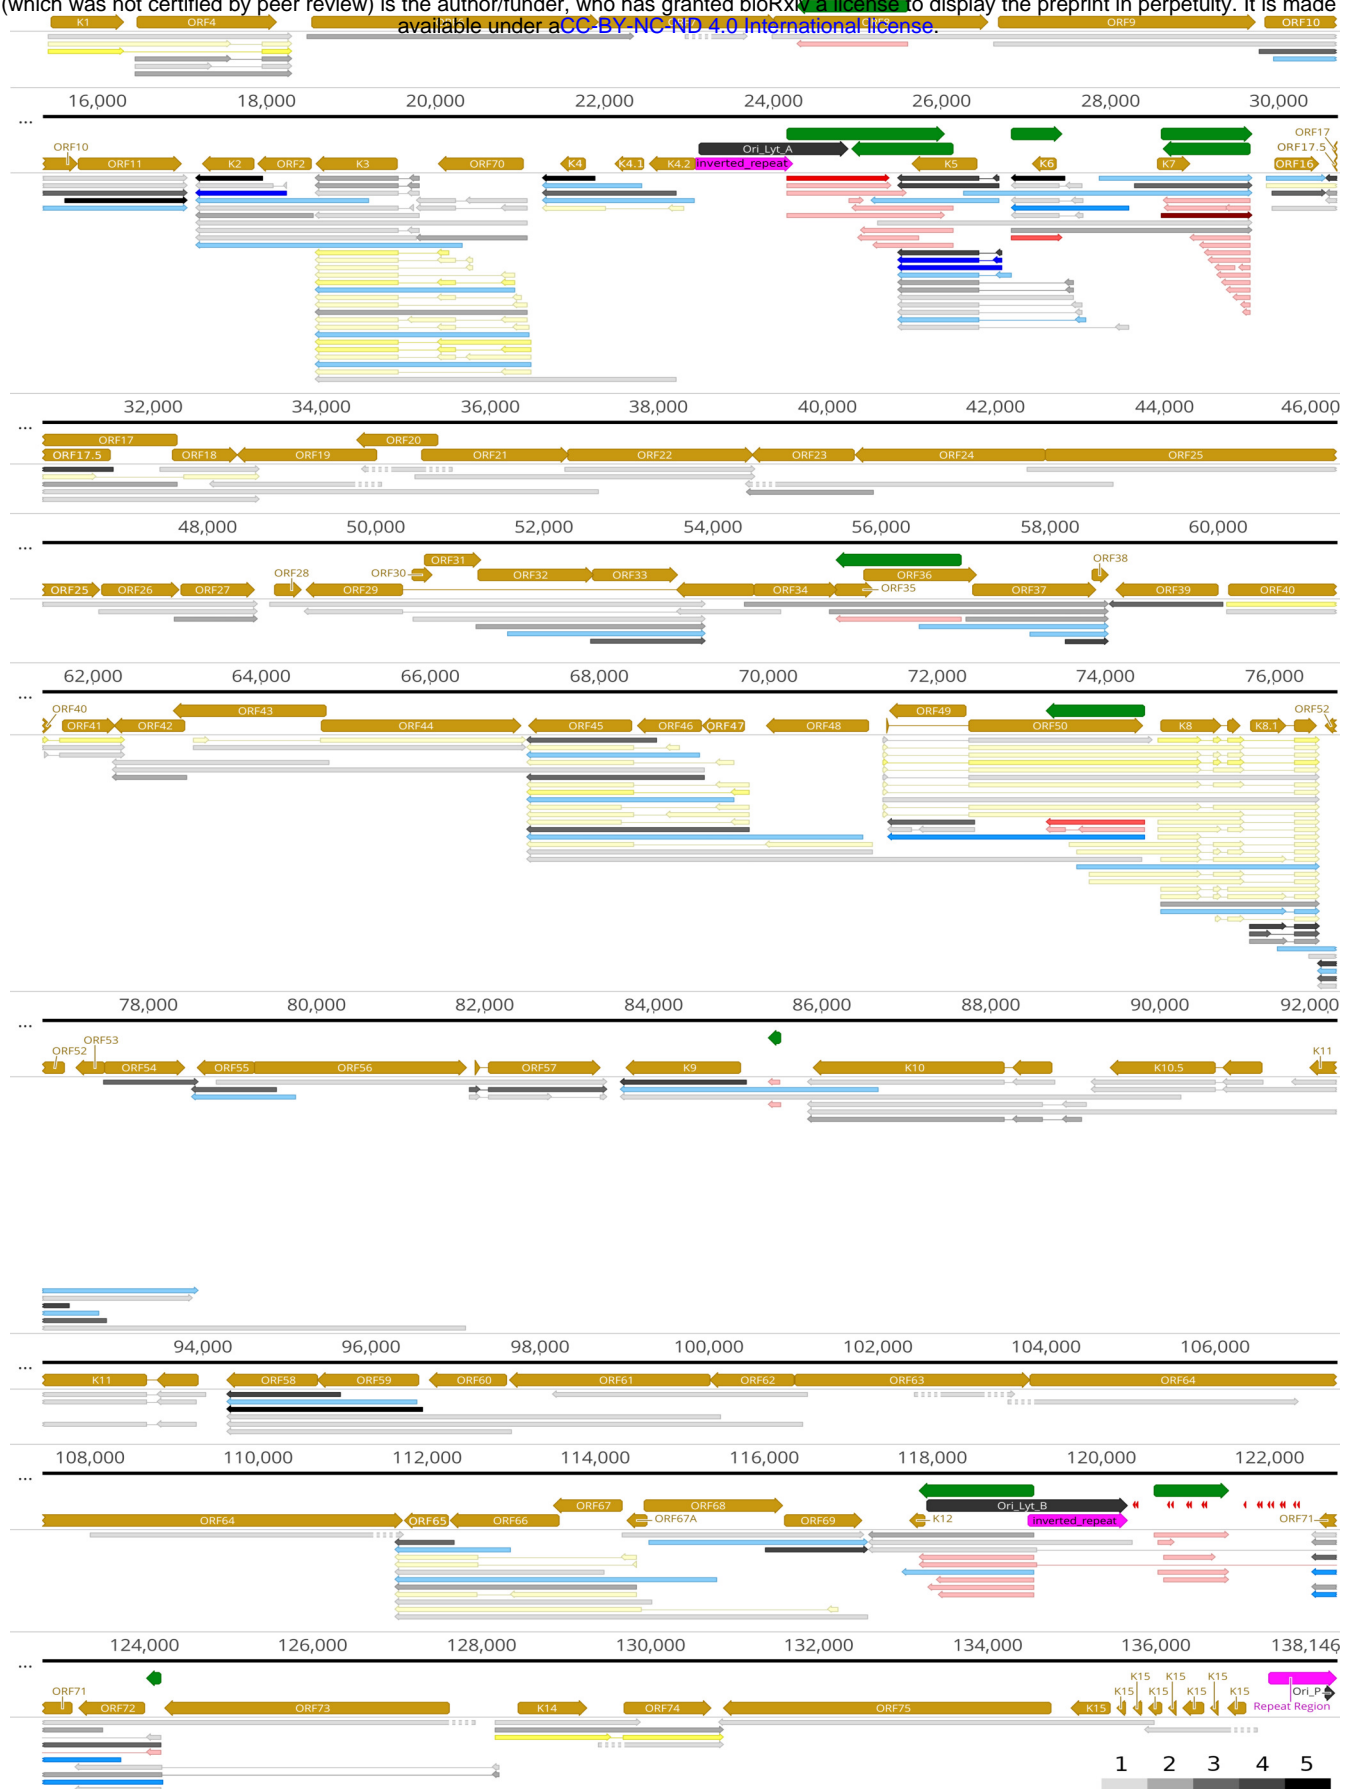 (which was not certified by peer review) is the author/funder, who has granted bioRxiv a license to display the preprint in perpetuity. It is made
available under aCC-BY-NC-ND 4.0 International license.
K1 ORF4 ORF9 ORF10
16,000 18,000 20,000 22,000 24,000 26,000 28,000 30,000
...
ORF10 ORF17
Ori_Lyt_A ORF17.5
ORF11 K2 ORF2 K3 ORF70 K4 K4.1 K4.2 inverted_repeat K5 K6 K7 ORF16
32,000 34,000 36,000 38,000 40,000 42,000 44,000 46,000
...
ORF17 ORF20
ORF17.5 ORF18 ORF19 ORF21 ORF22 ORF23 ORF24 ORF25
48,000 50,000 52,000 54,000 56,000 58,000 60,000
...
ORF31 ORF38
ORF28 ORF30 ORF32 ORF33 ORF36
ORF25 ORF26 ORF27 ORF29 ORF34 ORF35 ORF37 ORF39 ORF40
62,000 64,000 66,000 68,000 70,000 72,000 74,000 76,000
...
ORF40 ORF43 ORF49 ORF52
ORF41 ORF42 ORF44 ORF45 ORF46 ORF47 ORF48 ORF50 K8 K8.1
78,000 80,000 82,000 84,000 86,000 88,000 90,000 92,000
...
ORF53
ORF52 K11
ORF54 ORF55 ORF56 ORF57 K9 K10 K10.5
94,000 96,000 98,000 100,000 102,000 104,000 106,000
...
K11 ORF58 ORF59 ORF60 ORF61 ORF62 ORF63 ORF64
108,000 110,000 112,000 114,000 116,000 118,000 120,000 122,000
...
ORF67 ORF68 Ori_Lyt_B
ORF64 ORF65 ORF66 ORF67A ORF69 K12 inverted_repeat ORF71
124,000 126,000 128,000 130,000 132,000 134,000 136,000 138,146
...
K15 K15 K15
ORF71 K15 K15 K15 K15 Ori_P
ORF72 ORF73 K14 ORF74 ORF75 K15 Repeat Region
1 2 3 4 5